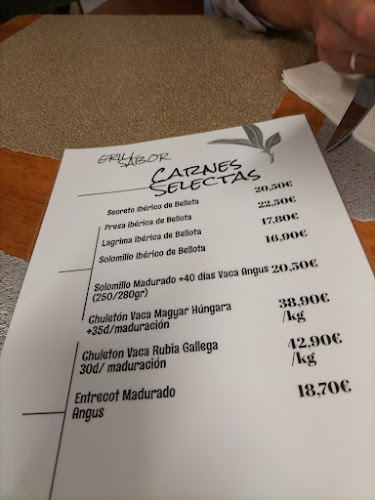 GRILL SABOR
CARNES
SELECTAS
Secreto Ibérico de Bellota 20,50€
Presa Ibérica de Bellota 22,50€
Lagrima Ibérica de Bellota 17,80€
Solomillo Ibérico de Bellota 16,90€
Solomillo Madurado +40 días Vaca Angus 20,50€
(250/280gr)
Chuletón Vaca Magyar Húngara 38,90€
+35d/maduración /kg
Chuleton Vaca Rubia Gallega 42,90€
30d/ maduración /kg
Entrecot Madurado 18,70€
Angus